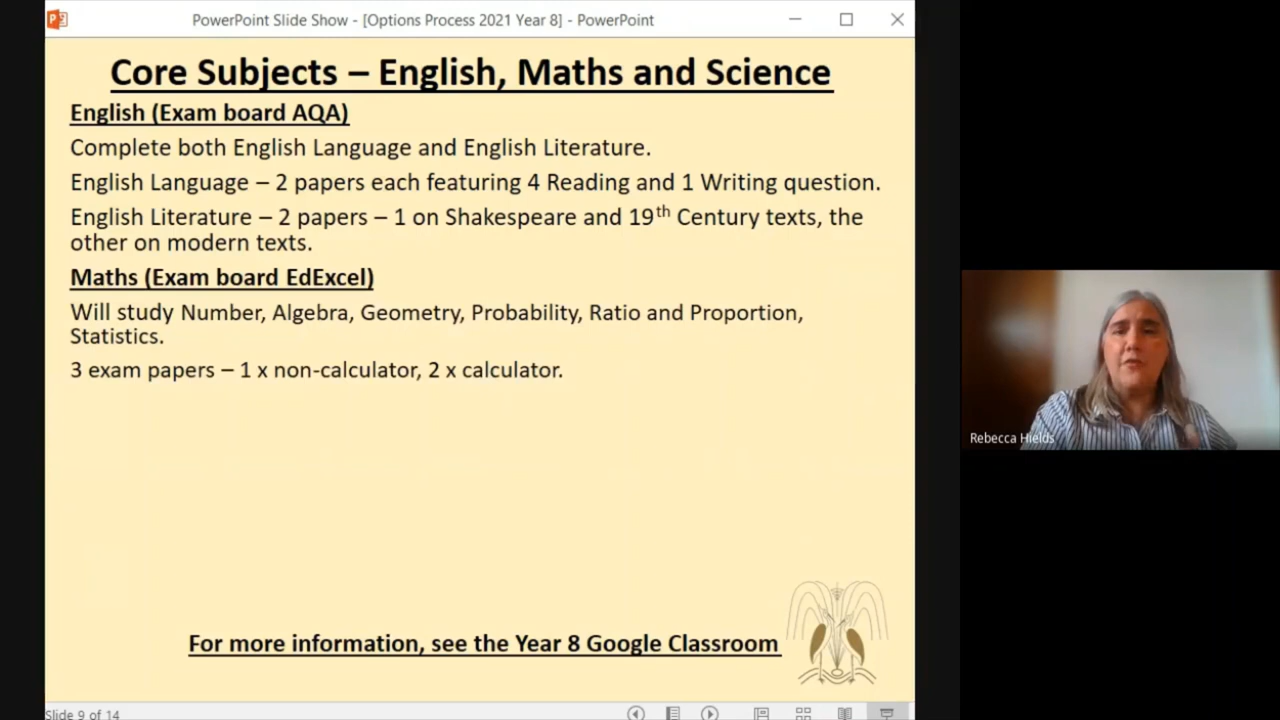 PowerPoint Slide Show - [Options Process 2021 Year 8] - PowerPoint
Core Subjects – English, Maths and Science
English (Exam board AQA)
Complete both English Language and English Literature.
English Language – 2 papers each featuring 4 Reading and 1 Writing question.
English Literature – 2 papers – 1 on Shakespeare and 19th Century texts, the
other on modern texts.
Maths (Exam board EdExcel)
Will study Number, Algebra, Geometry, Probability, Ratio and Proportion,
Statistics.
3 exam papers – 1 x non-calculator, 2 x calculator.
For more information, see the Year 8 Google Classroom
Slide 9 of 14
Rebecca Hields